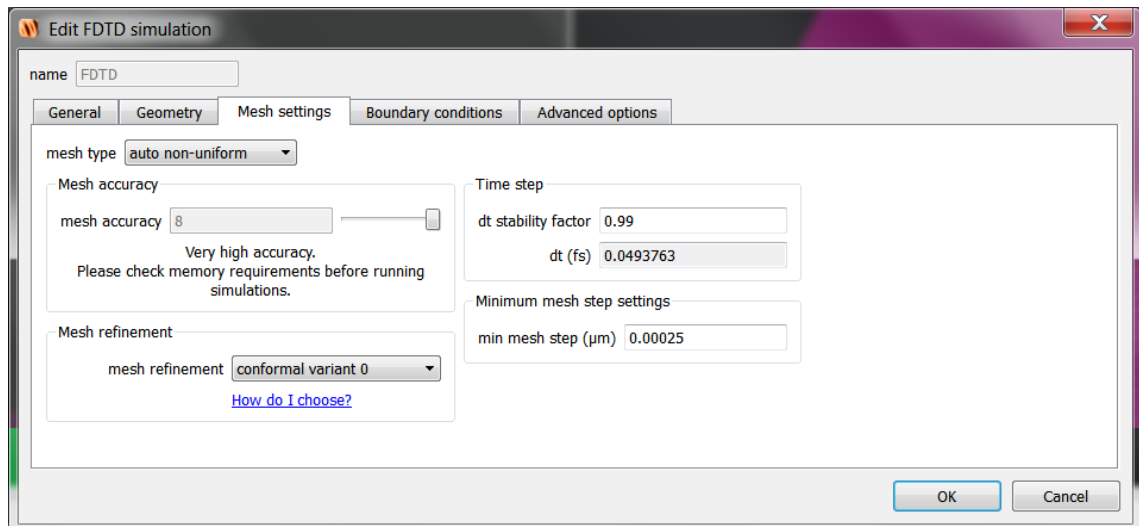 Edit FDTD simulation
X
name FDTD
General Geometry Mesh settings Boundary conditions Advanced options
mesh type auto non-uniform
Mesh accuracy
mesh accuracy 8
Very high accuracy.
Please check memory requirements before running
simulations.
Mesh refinement
mesh refinement conformal variant 0
How do I choose?
Time step
dt stability factor 0.99
dt (fs) 0.0493763
Minimum mesh step settings
min mesh step (μm) 0.00025
OK Cancel